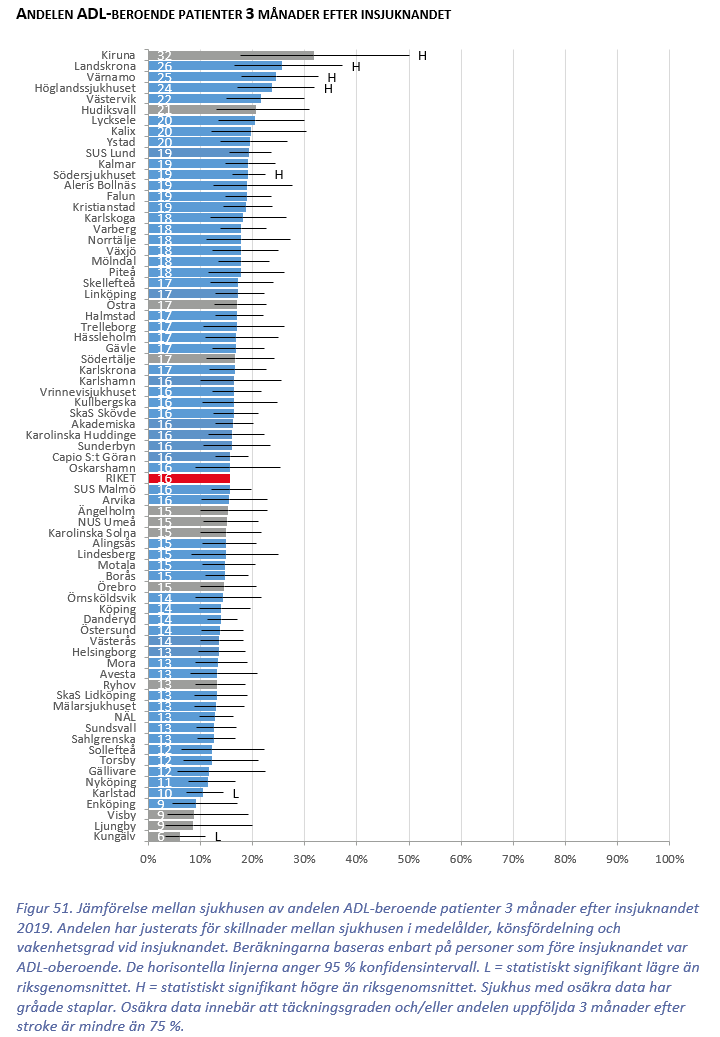 ANDELEN ADL-BEROENDE PATIENTER 3 MÅNADER EFTER INSJUKNANDET
Kiruna 32 H
Landskrona 26 H
Värnamo 25 H
Höglandssjukhuset 24 H
Västervik 22
Hudiksvall 21
Lycksele 20
Kalix 20
Ystad 20
SUS Lund 19
Kalmar 19
Södersjukhuset 19 H
Aleris Bollnäs 19
Falun 19
Kristianstad 19
Karlskoga 18
Varberg 18
Norrtälje 18
Växjö 18
Mölndal 18
Piteå 18
Skellefteå 17
Linköping 17
Östra 17
Halmstad 17
Trelleborg 17
Hässleholm 17
Gävle 17
Södertälje 17
Karlskrona 17
Karlshamn 16
Vrinnevisjukhuset 16
Kullbergska 16
SkaS Skövde 16
Akademiska 16
Karolinska Huddinge 16
Sunderbyn 16
Capio S:t Göran 16
Oskarshamn 16
RIKET 16
SUS Malmö 16
Arvika 16
Ängelholm 15
NUS Umeå 15
Karolinska Solna 15
Alingsås 15
Lindesberg 15
Motala 15
Borås 15
Örebro 15
Örnsköldsvik 14
Köping 14
Danderyd 14
Östersund 14
Västerås 14
Helsingborg 13
Mora 13
Avesta 13
Ryhov 13
SkaS Lidköping 13
Mälarsjukhuset 13
NÄL 13
Sundsvall 13
Sahlgrenska 13
Sollefteå 12
Torsby 12
Gällivare 12
Nyköping 11
Karlstad 10 L
Enköping 9
Visby 9
Ljungby 9
Kungälv 6 L
0% 10% 20% 30% 40% 50% 60% 70% 80% 90% 100%
Figur 51. Jämförelse mellan sjukhusen av andelen ADL-beroende patienter 3 månader efter insjuknandet
2019. Andelen har justerats för skillnader mellan sjukhusen i medelålder, könsfördelning och
vakenhetsgrad vid insjuknandet. Beräkningarna baseras enbart på personer som före insjuknandet var
ADL-oberoende. De horisontella linjerna anger 95 % konfidensintervall. L = statistiskt signifikant lägre än
riksgenomsnittet. H = statistiskt signifikant högre än riksgenomsnittet. Sjukhus med osäkra data har
gråade staplar. Osäkra data innebär att täckningsgraden och/eller andelen uppföljda 3 månader efter
stroke är mindre än 75 %.